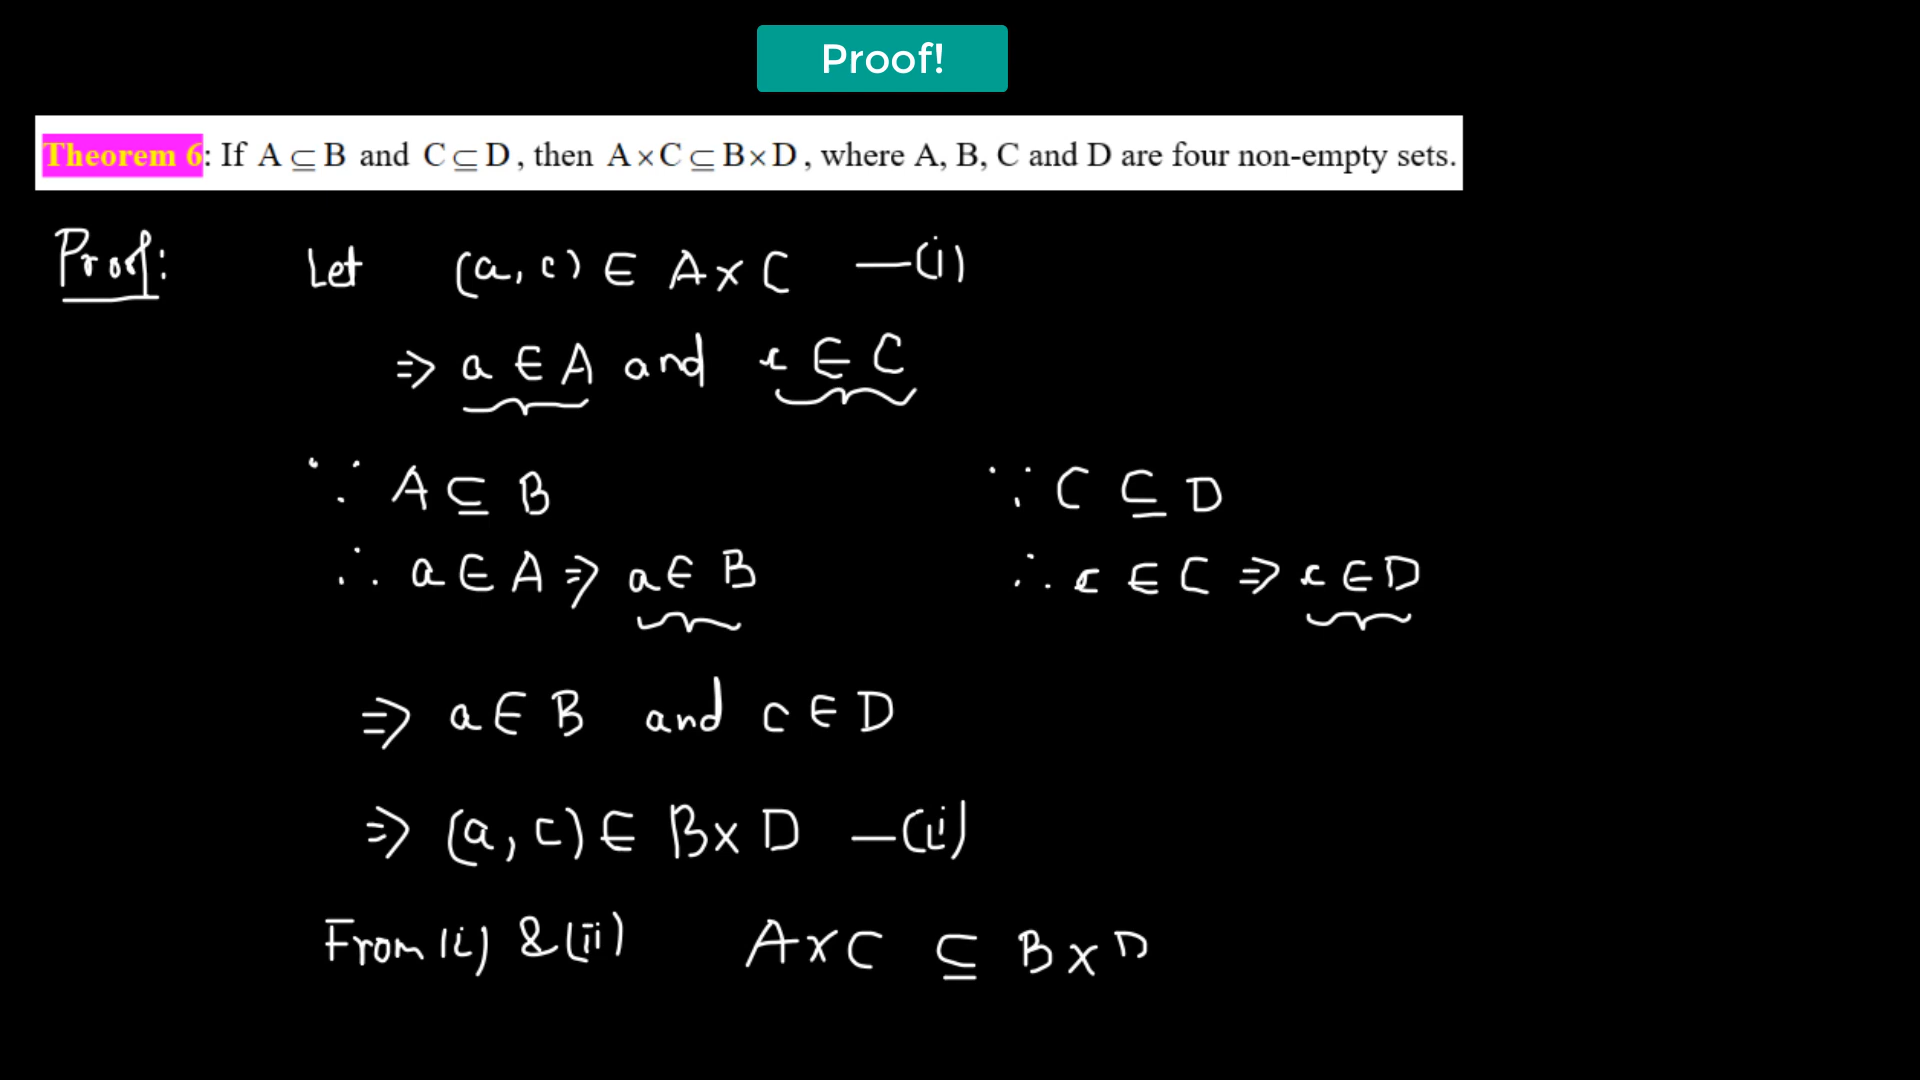 Proof!
Theorem 6: If A ⊆ B and C ⊆ D, then A × C ⊆ B × D, where A, B, C and D are four non-empty sets.
Proof: Let (a, c) ∈ A × C —(i)
⇒ a ∈ A and c ∈ C
∵ A ⊆ B ∵ C ⊆ D
∴ a ∈ A ⇒ a ∈ B ∴ c ∈ C ⇒ c ∈ D
⇒ a ∈ B and c ∈ D
⇒ (a, c) ∈ B × D —(ii)
From (i) & (ii) A × C ⊆ B × D